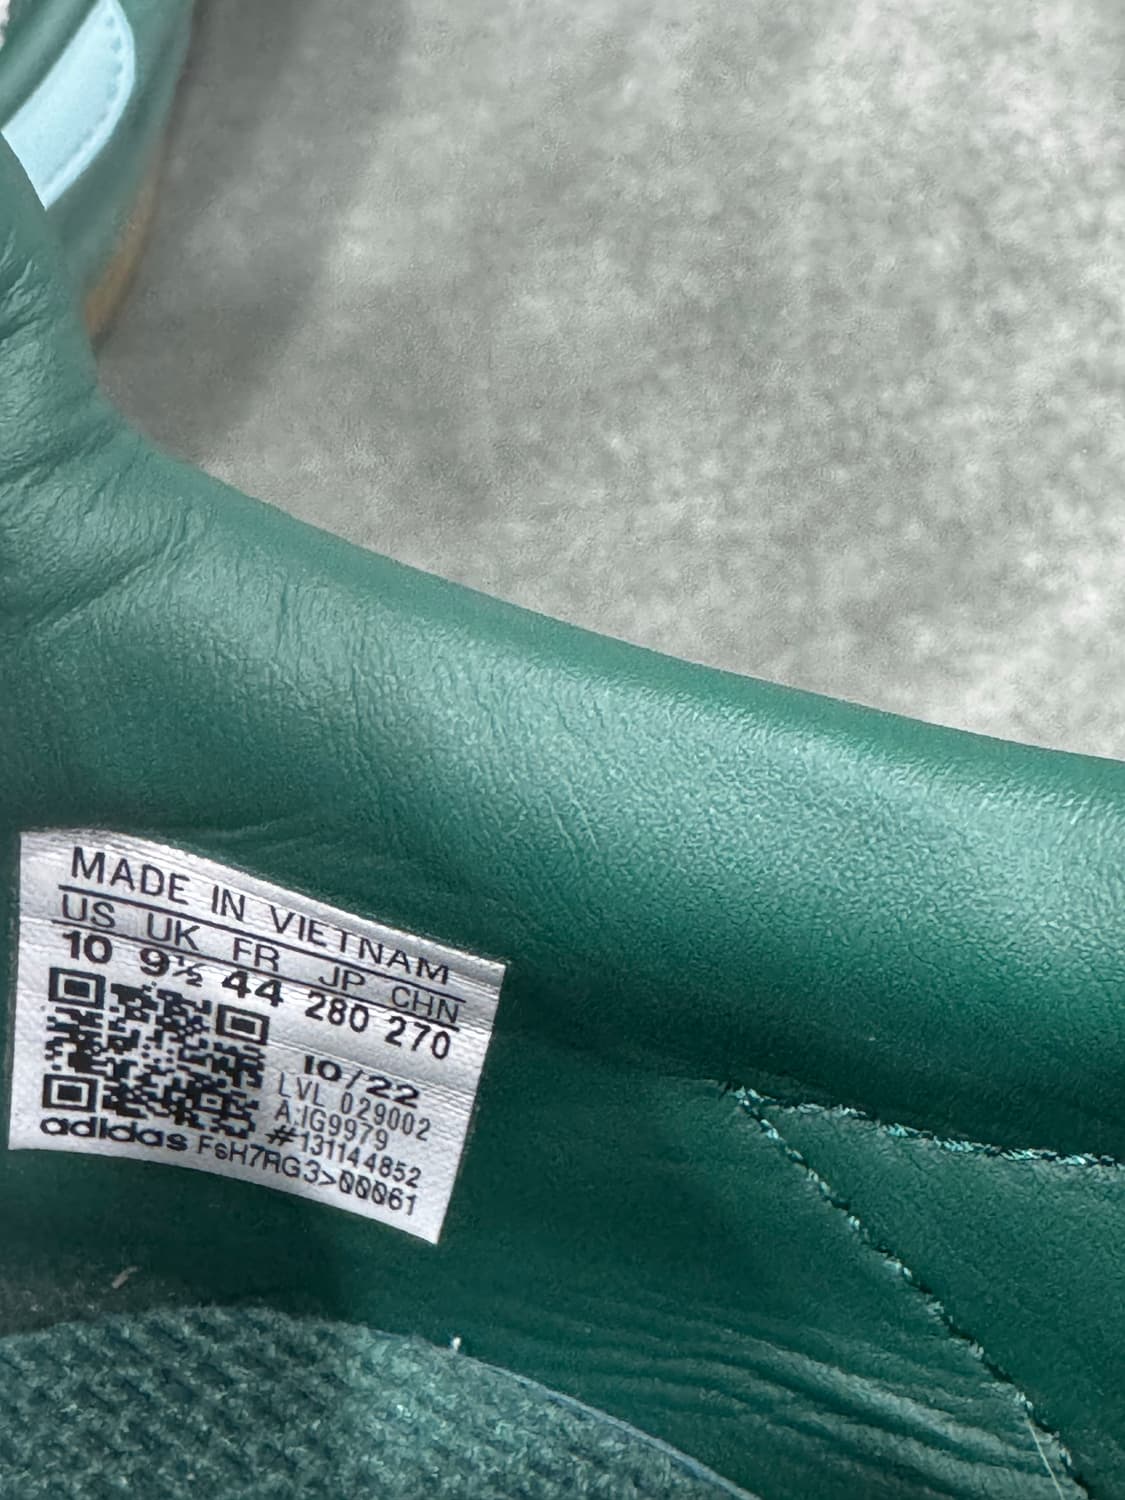 MADE IN VIETNAM
US UK FR JP CHN
10 9½ 44 280 270
10/22
LVL 029002
A:IG9979
#131144852
adidas FsH7RG3>00061